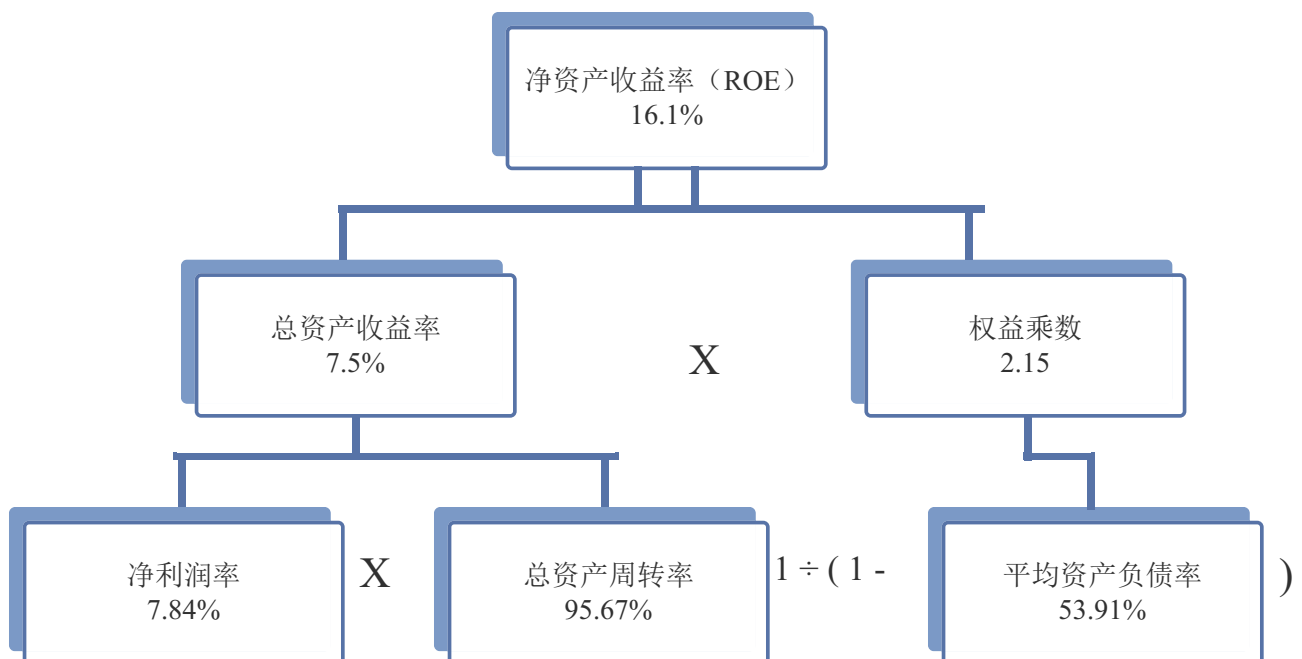 净资产收益率（ROE）
16.1%
总资产收益率
7.5%
X
权益乘数
2.15
净利润率
7.84%
X
总资产周转率
95.67%
1 ÷ ( 1 -
平均资产负债率
53.91%
)